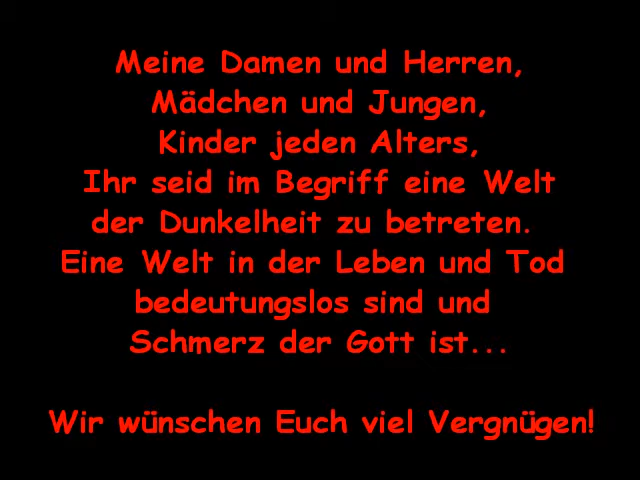 Meine Damen und Herren,
Mädchen und Jungen,
Kinder jeden Alters,
Ihr seid im Begriff eine Welt
der Dunkelheit zu betreten.
Eine Welt in der Leben und Tod
bedeutungslos sind und
Schmerz der Gott ist...
Wir wünschen Euch viel Vergnügen!